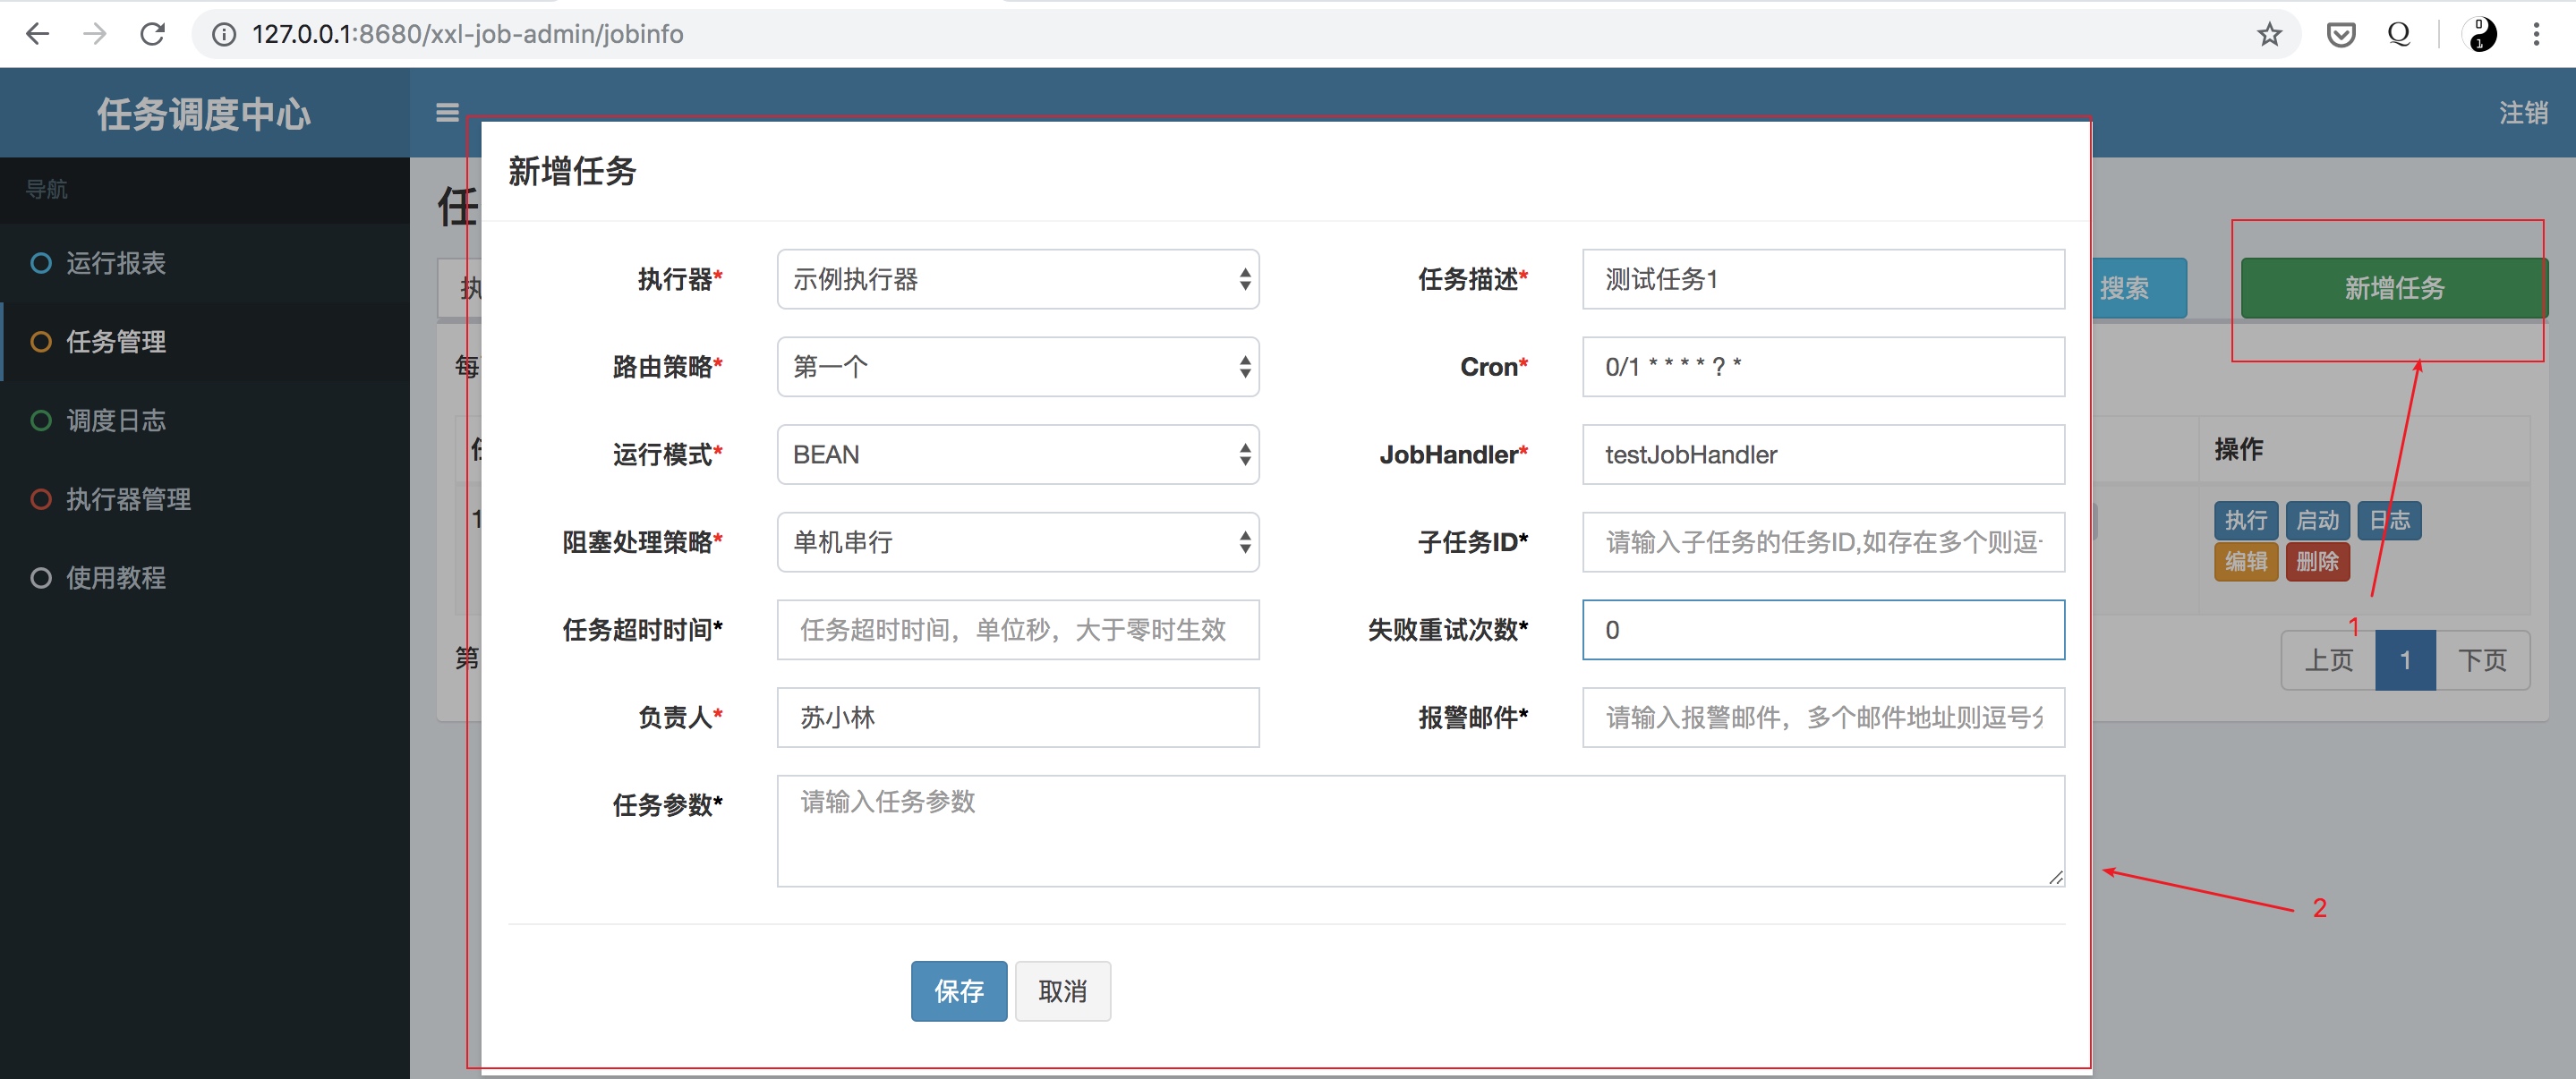 127.0.0.1:8680/xxl-job-admin/jobinfo
任务调度中心
注销
导航
运行报表
任务管理
调度日志
执行器管理
使用教程
任
执
搜索
新增任务
每
操作
1
执行 启动 日志
编辑 删除
第
上页 1 下页
新增任务
执行器* 示例执行器
任务描述* 测试任务1
路由策略* 第一个
Cron* 0/1 * * * * ? *
运行模式* BEAN
JobHandler* testJobHandler
阻塞处理策略* 单机串行
子任务ID* 请输入子任务的任务ID,如存在多个则逗
任务超时时间* 任务超时时间，单位秒，大于零时生效
失败重试次数* 0
负责人* 苏小林
报警邮件* 请输入报警邮件，多个邮件地址则逗号分
任务参数* 请输入任务参数
保存 取消
1
2